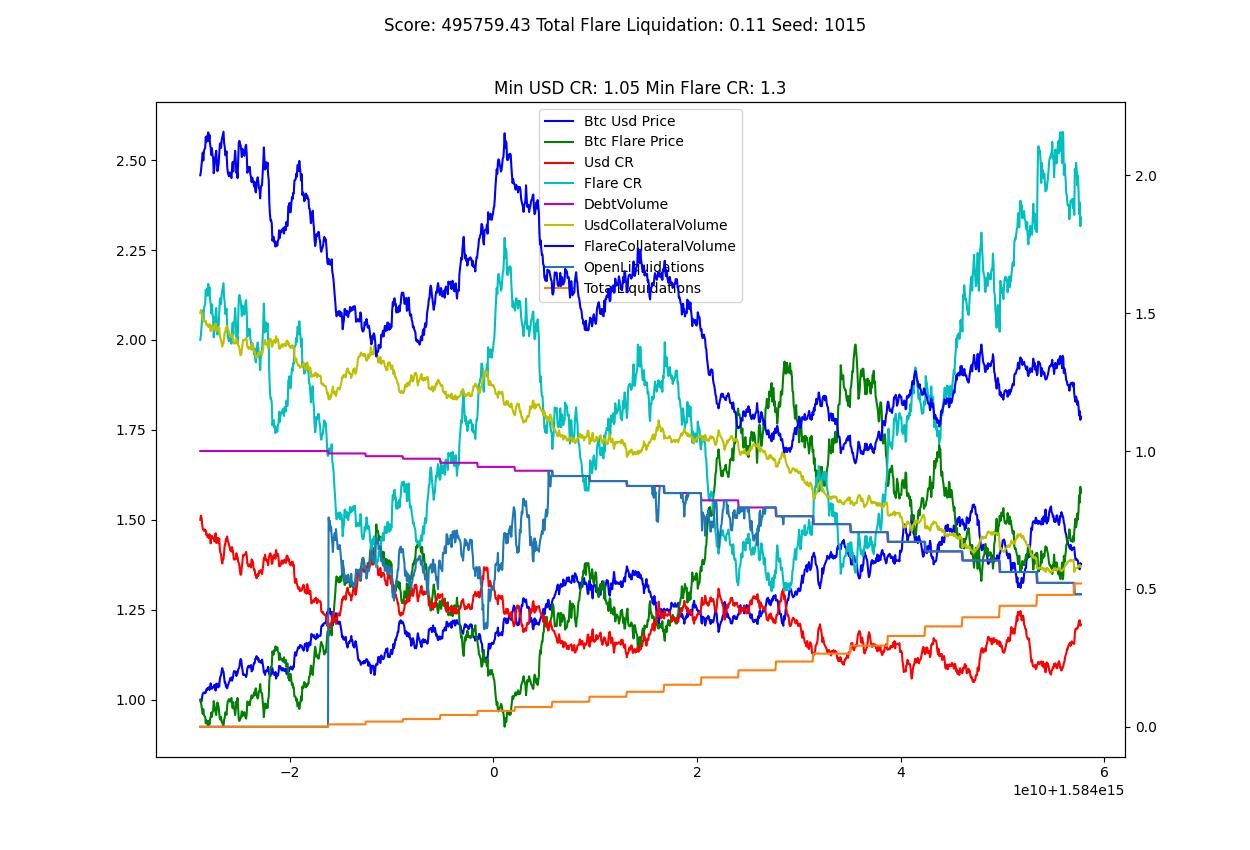 Score: 495759.43 Total Flare Liquidation: 0.11 Seed: 1015
Min USD CR: 1.05 Min Flare CR: 1.3
Btc Usd Price
Btc Flare Price
Usd CR
Flare CR
DebtVolume
UsdCollateralVolume
FlareCollateralVolume
OpenLiquidations
TotalLiquidations
2.50
2.25
2.00
1.75
1.50
1.25
1.00
2.0
1.5
1.0
0.5
0.0
−2 0 2 4 6
1e10+1.584e15